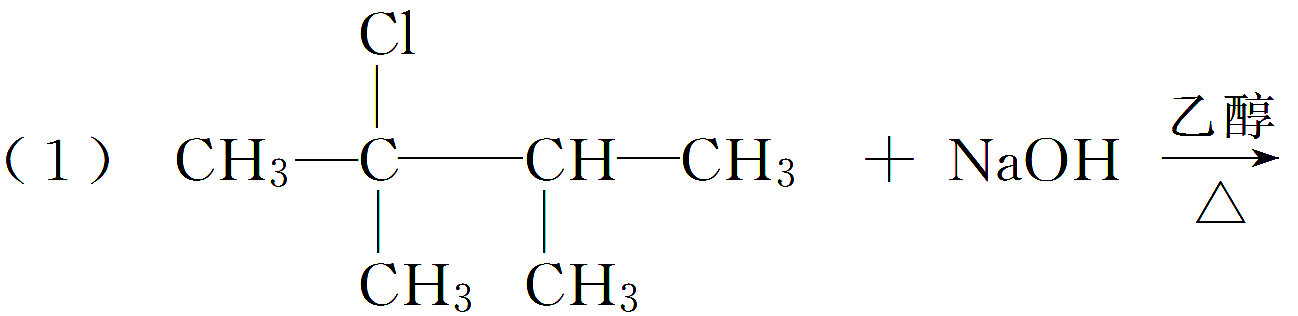 Cl
乙醇
（1） CH₃—C—CH—CH₃ + NaOH →
△
CH₃ CH₃